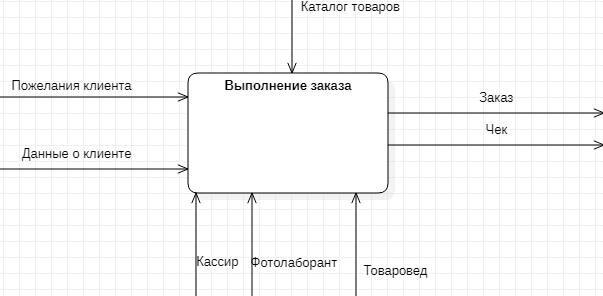 Каталог товаров
Пожелания клиента
Выполнение заказа
Заказ
Чек
Данные о клиенте
Кассир
Фотолаборант
Товаровед